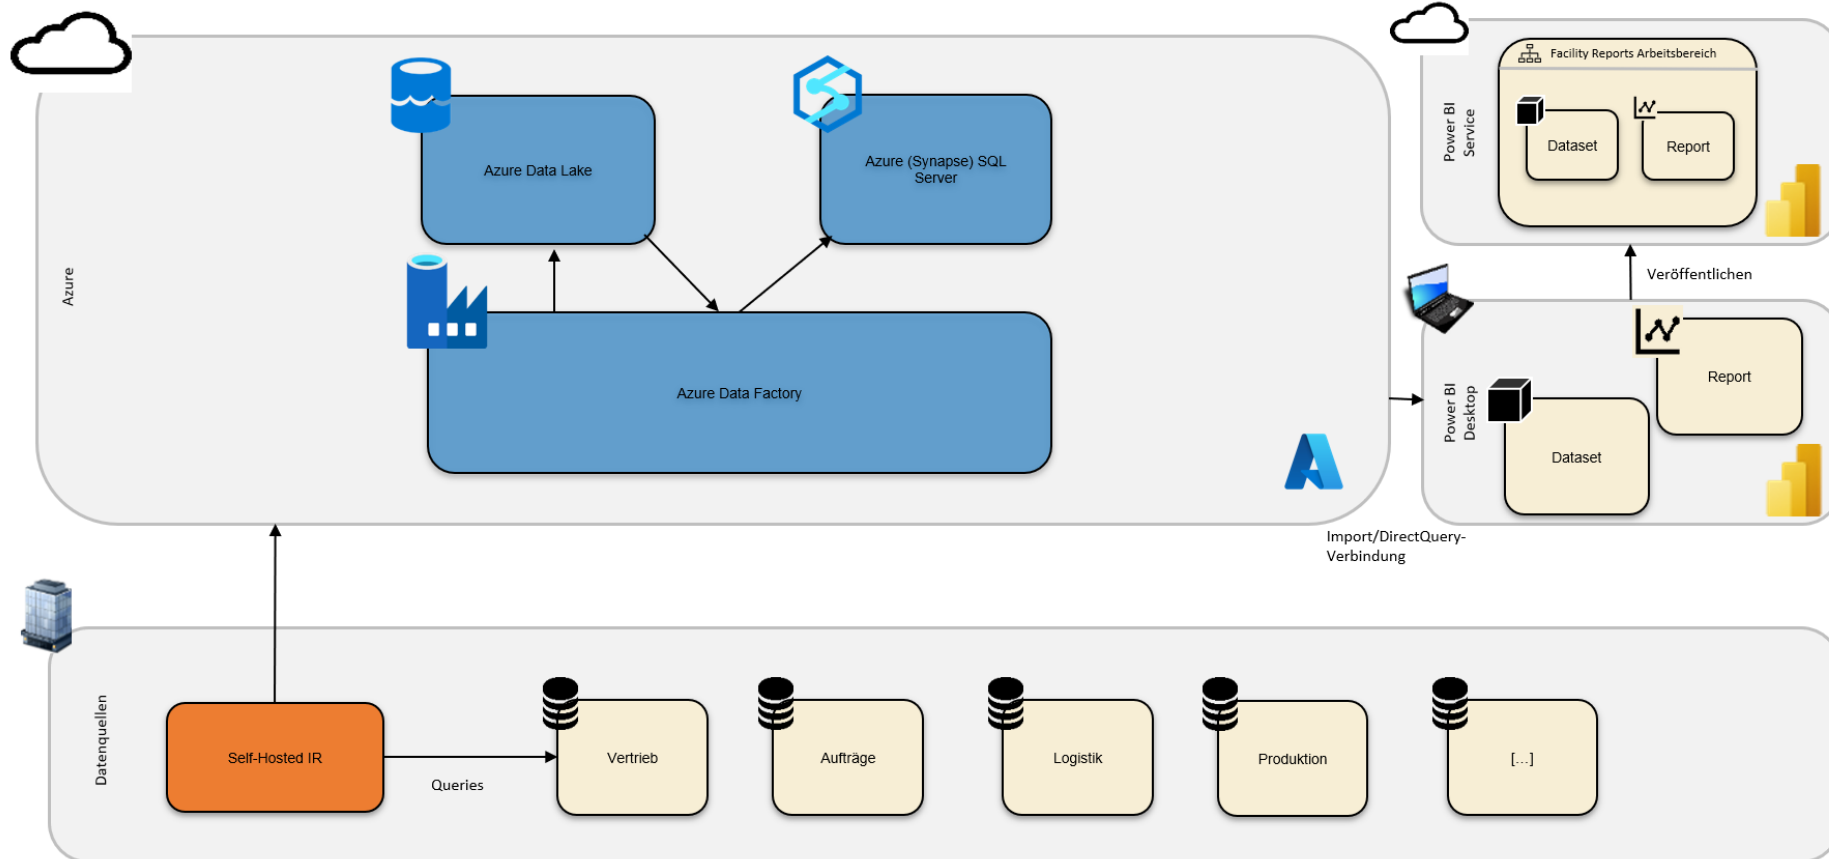 Azure
Azure Data Lake
Azure (Synapse) SQL
Server
Azure Data Factory
Power BI
Service
Facility Reports Arbeitsbereich
Dataset
Report
Veröffentlichen
Power BI
Desktop
Report
Dataset
Import/DirectQuery-
Verbindung
Datenquellen
Self-Hosted IR
Queries
Vertrieb
Aufträge
Logistik
Produktion
[...]